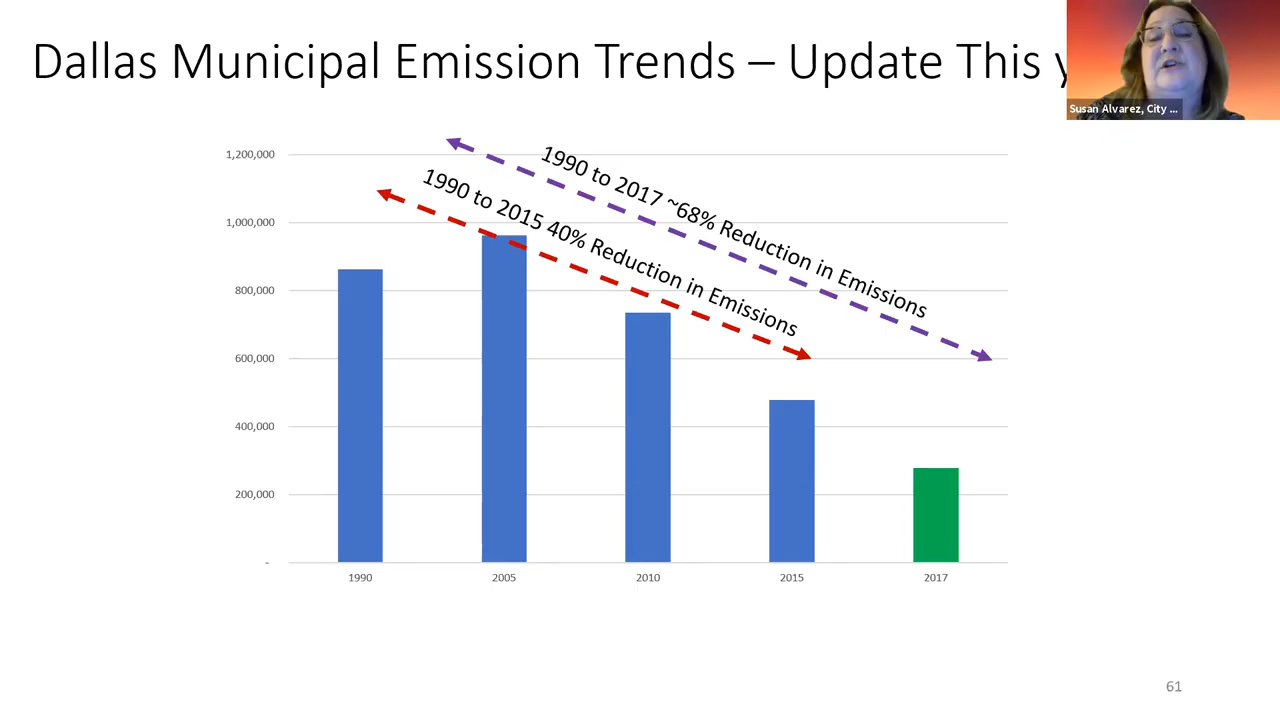 Dallas Municipal Emission Trends – Update This y
Susan Alvarez, City ...
1990 to 2017 ~68% Reduction in Emissions
1990 to 2015 40% Reduction in Emissions
1,200,000
1,000,000
800,000
600,000
400,000
200,000
-
1990 2005 2010 2015 2017
61